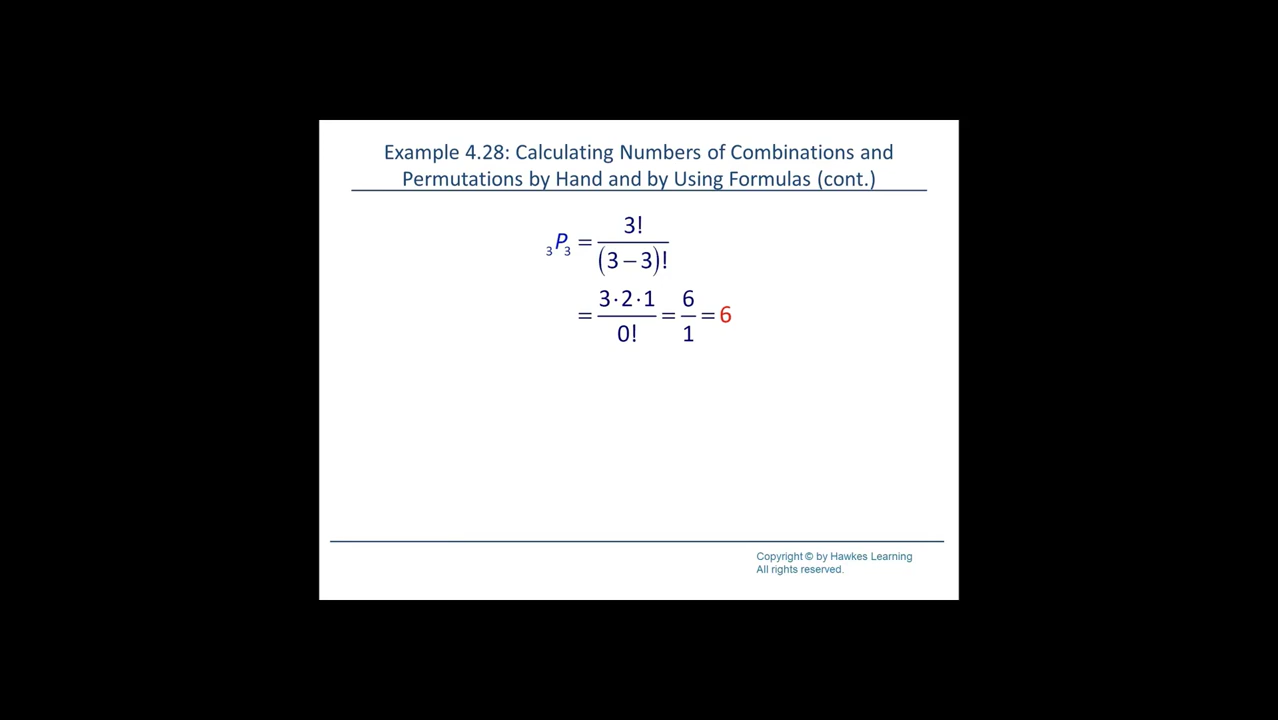 Example 4.28: Calculating Numbers of Combinations and
Permutations by Hand and by Using Formulas (cont.)
₃P₃ = 3! / (3 − 3)!
= 3·2·1 / 0! = 6 / 1 = 6
Copyright © by Hawkes Learning
All rights reserved.